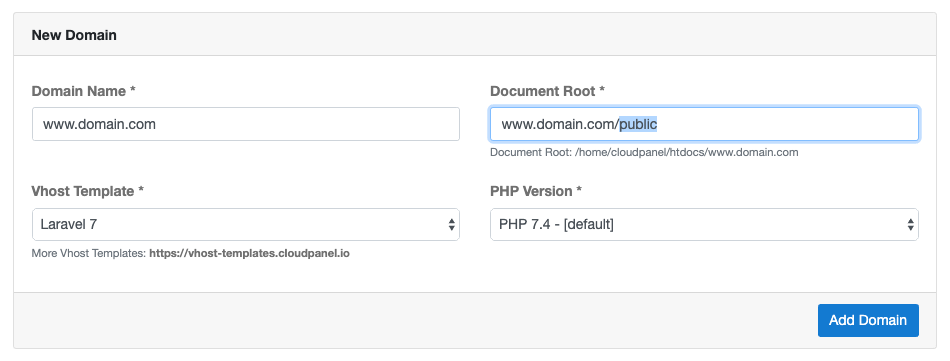 New Domain
Domain Name *
Document Root *
www.domain.com
www.domain.com/public
Document Root: /home/cloudpanel/htdocs/www.domain.com
Vhost Template *
PHP Version *
Laravel 7
PHP 7.4 - [default]
More Vhost Templates: https://vhost-templates.cloudpanel.io
Add Domain